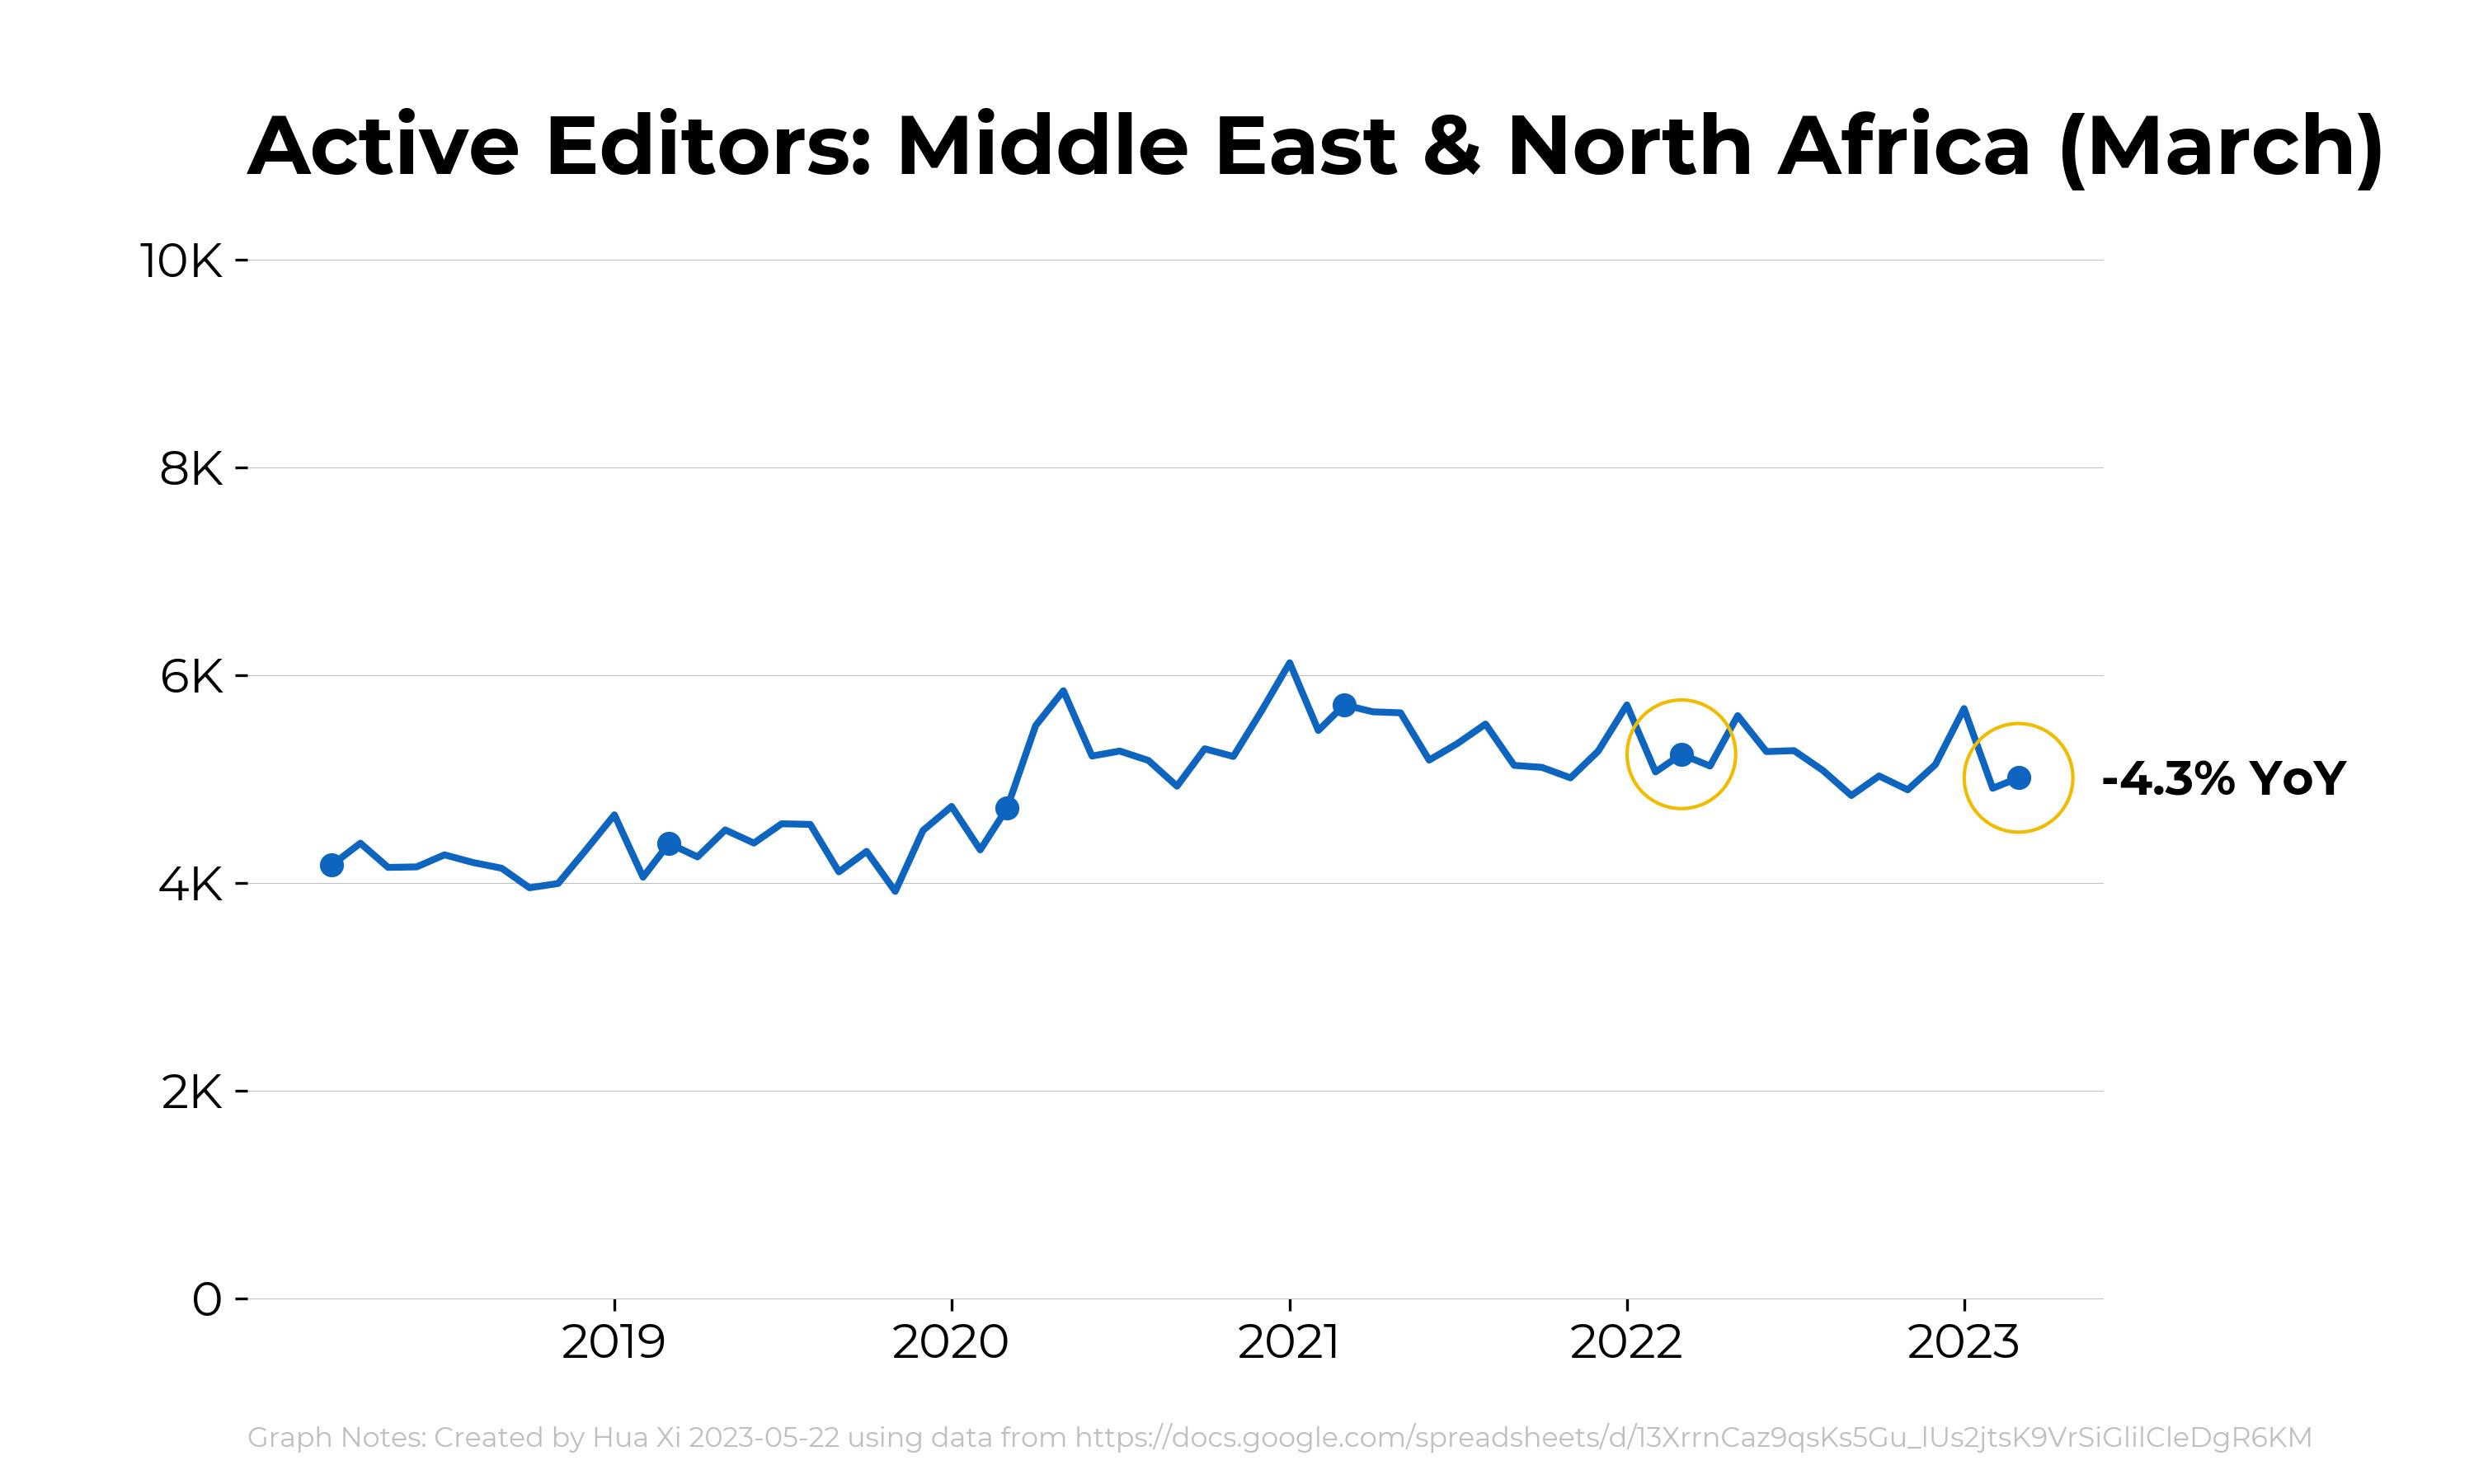 Active Editors: Middle East & North Africa (March)
10K
8K
6K
4K
2K
0
-4.3% YoY
2019 2020 2021 2022 2023
Graph Notes: Created by Hua Xi 2023-05-22 using data from https://docs.google.com/spreadsheets/d/13XrrnCaz9qsKs5Gu_lUs2jtsK9VrSiGlilCleDgR6KM